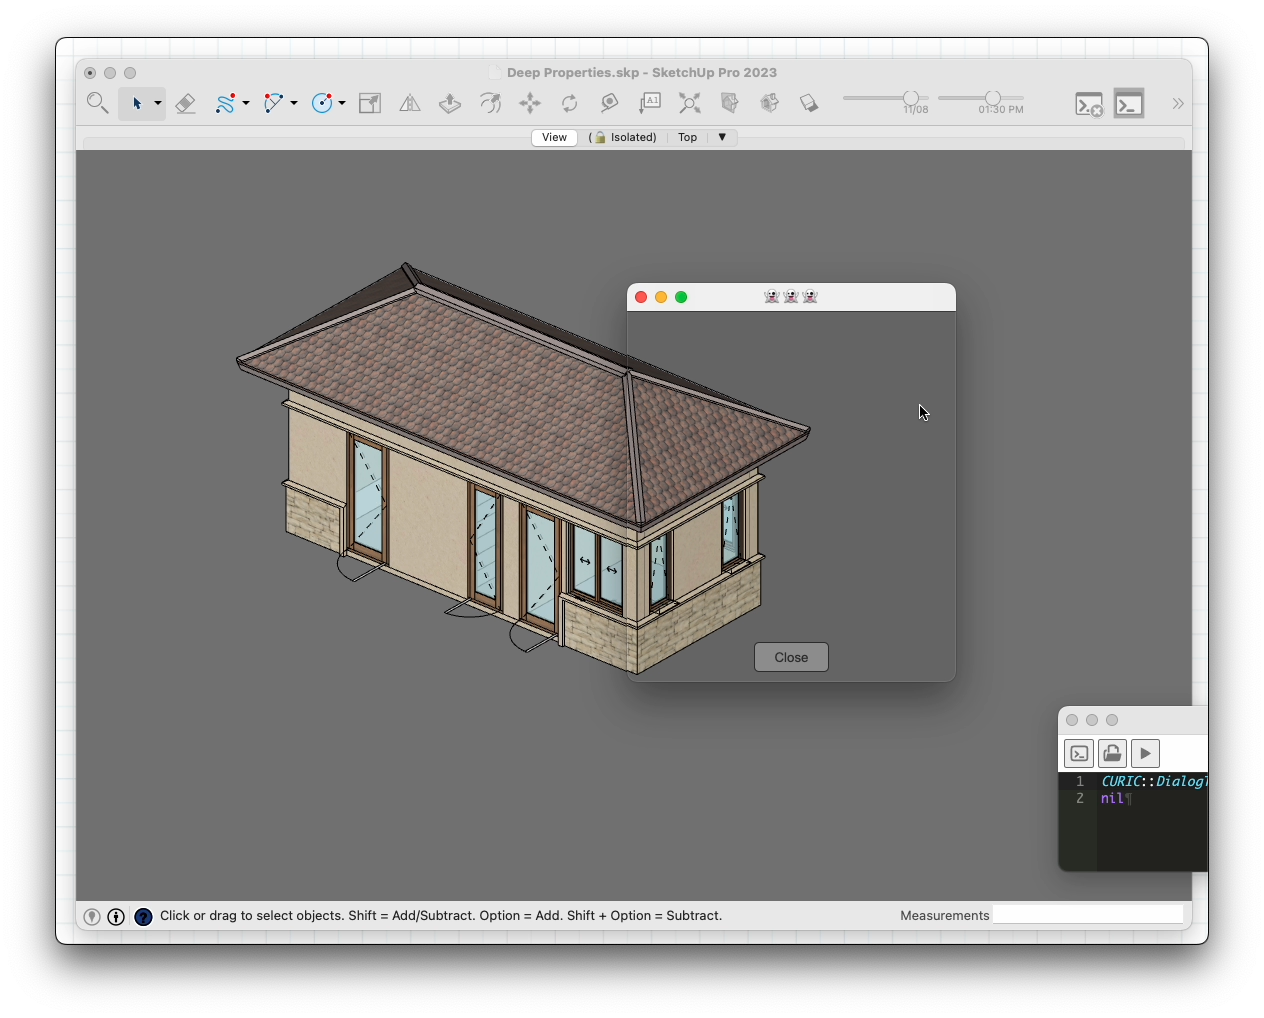 Deep Properties.skp - SketchUp Pro 2023
A1
11/08
01:30 PM
View
( 🔒 Isolated)
Top
▼
👻👻👻
Close
1 CURIC::Dialog
2 nil¶
Click or drag to select objects. Shift = Add/Subtract. Option = Add. Shift + Option = Subtract.
Measurements